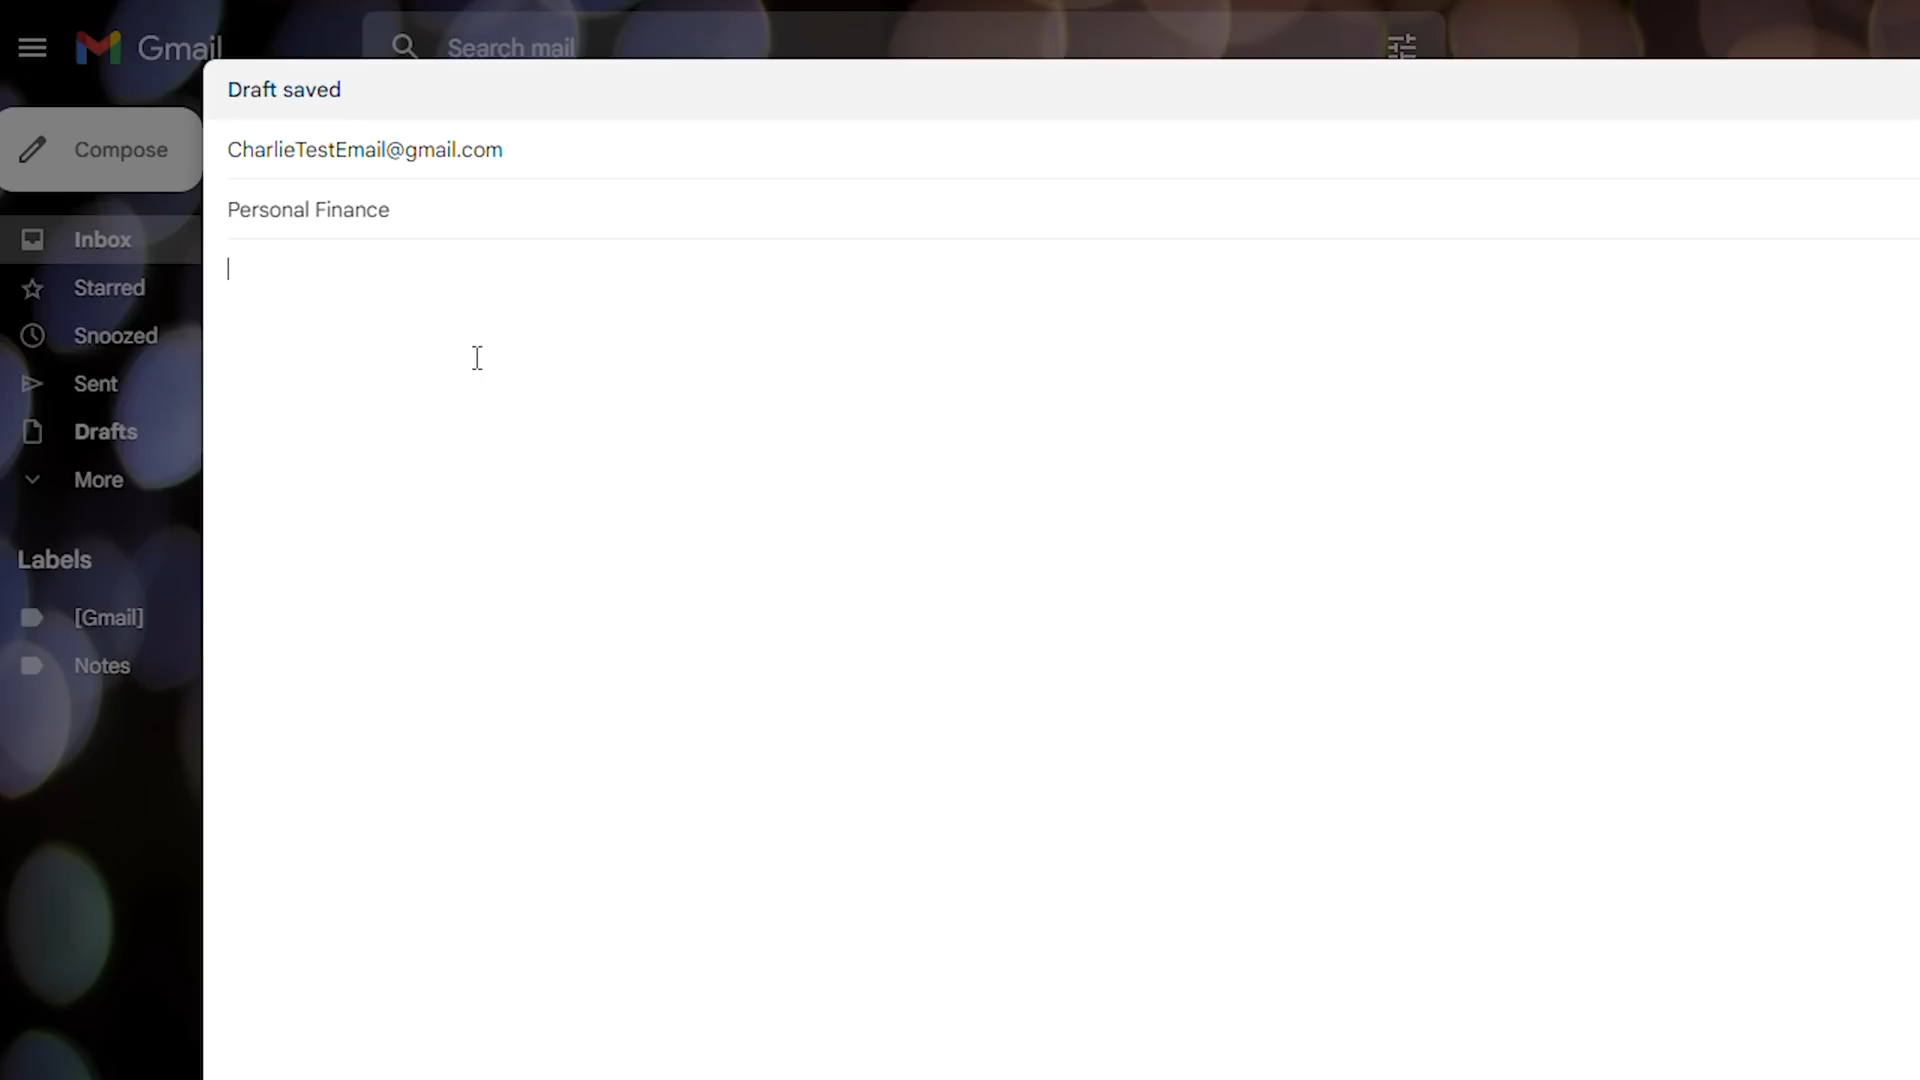 Gmail
Search mail
Draft saved
Compose
CharlieTestEmail@gmail.com
Personal Finance
Inbox
Starred
Snoozed
Sent
Drafts
More
Labels
[Gmail]
Notes